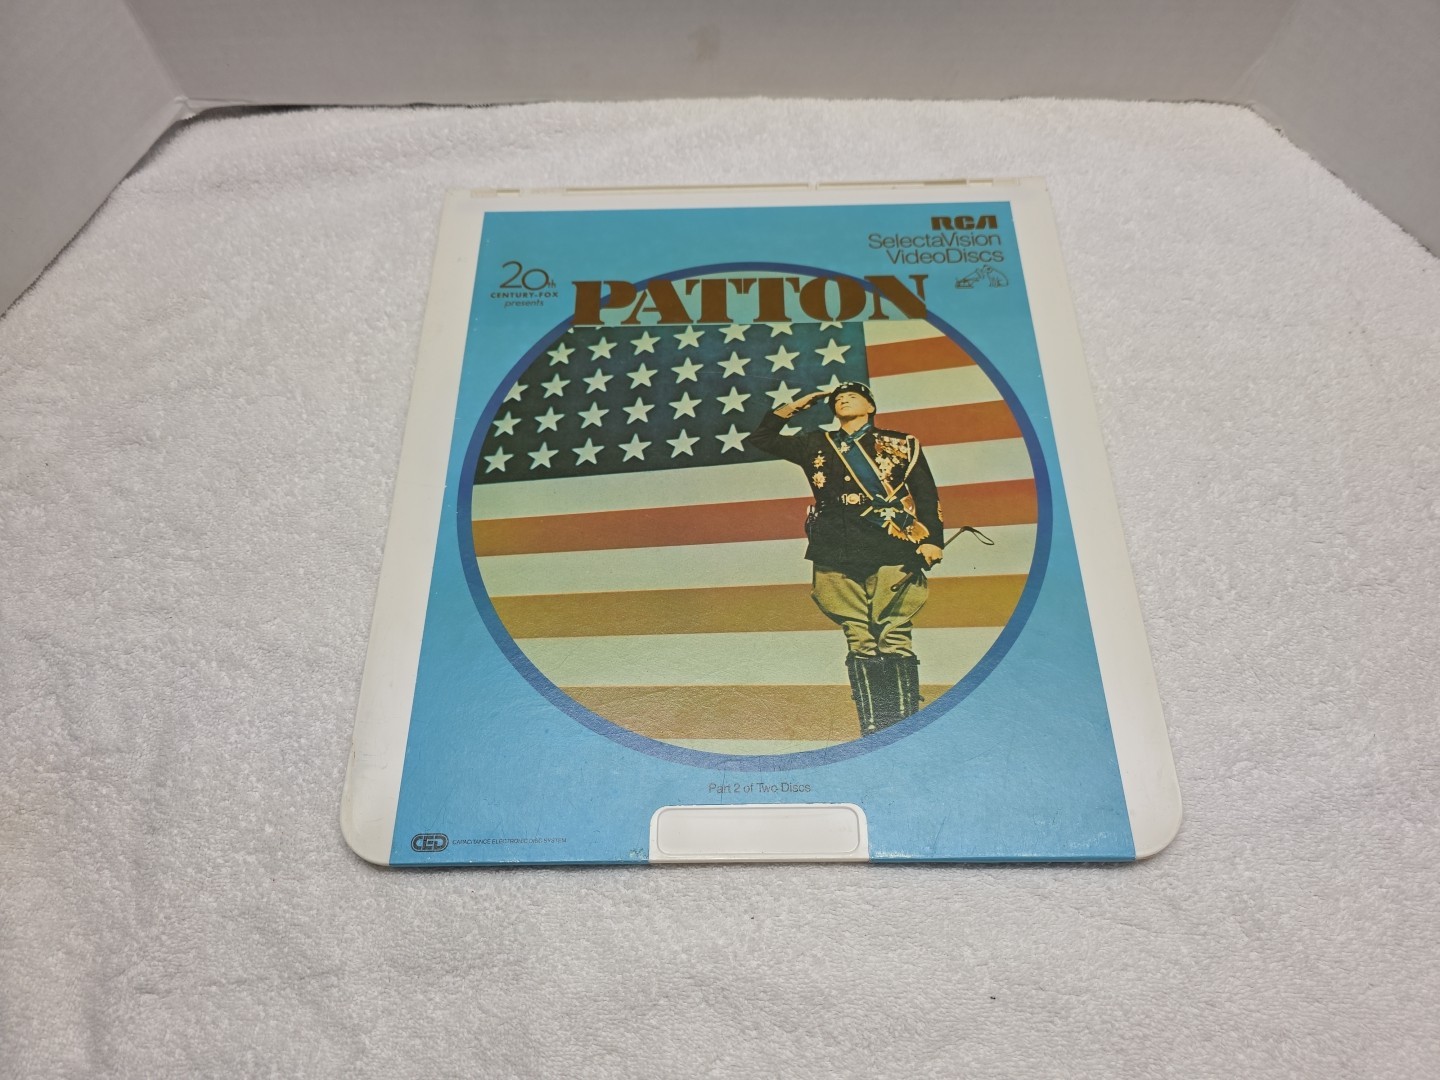 RCA
SelectaVision
VideoDiscs
20th
CENTURY-FOX
presents
PATTON
Part 2 of Two Discs
CED CAPACITANCE ELECTRONIC DISC SYSTEM